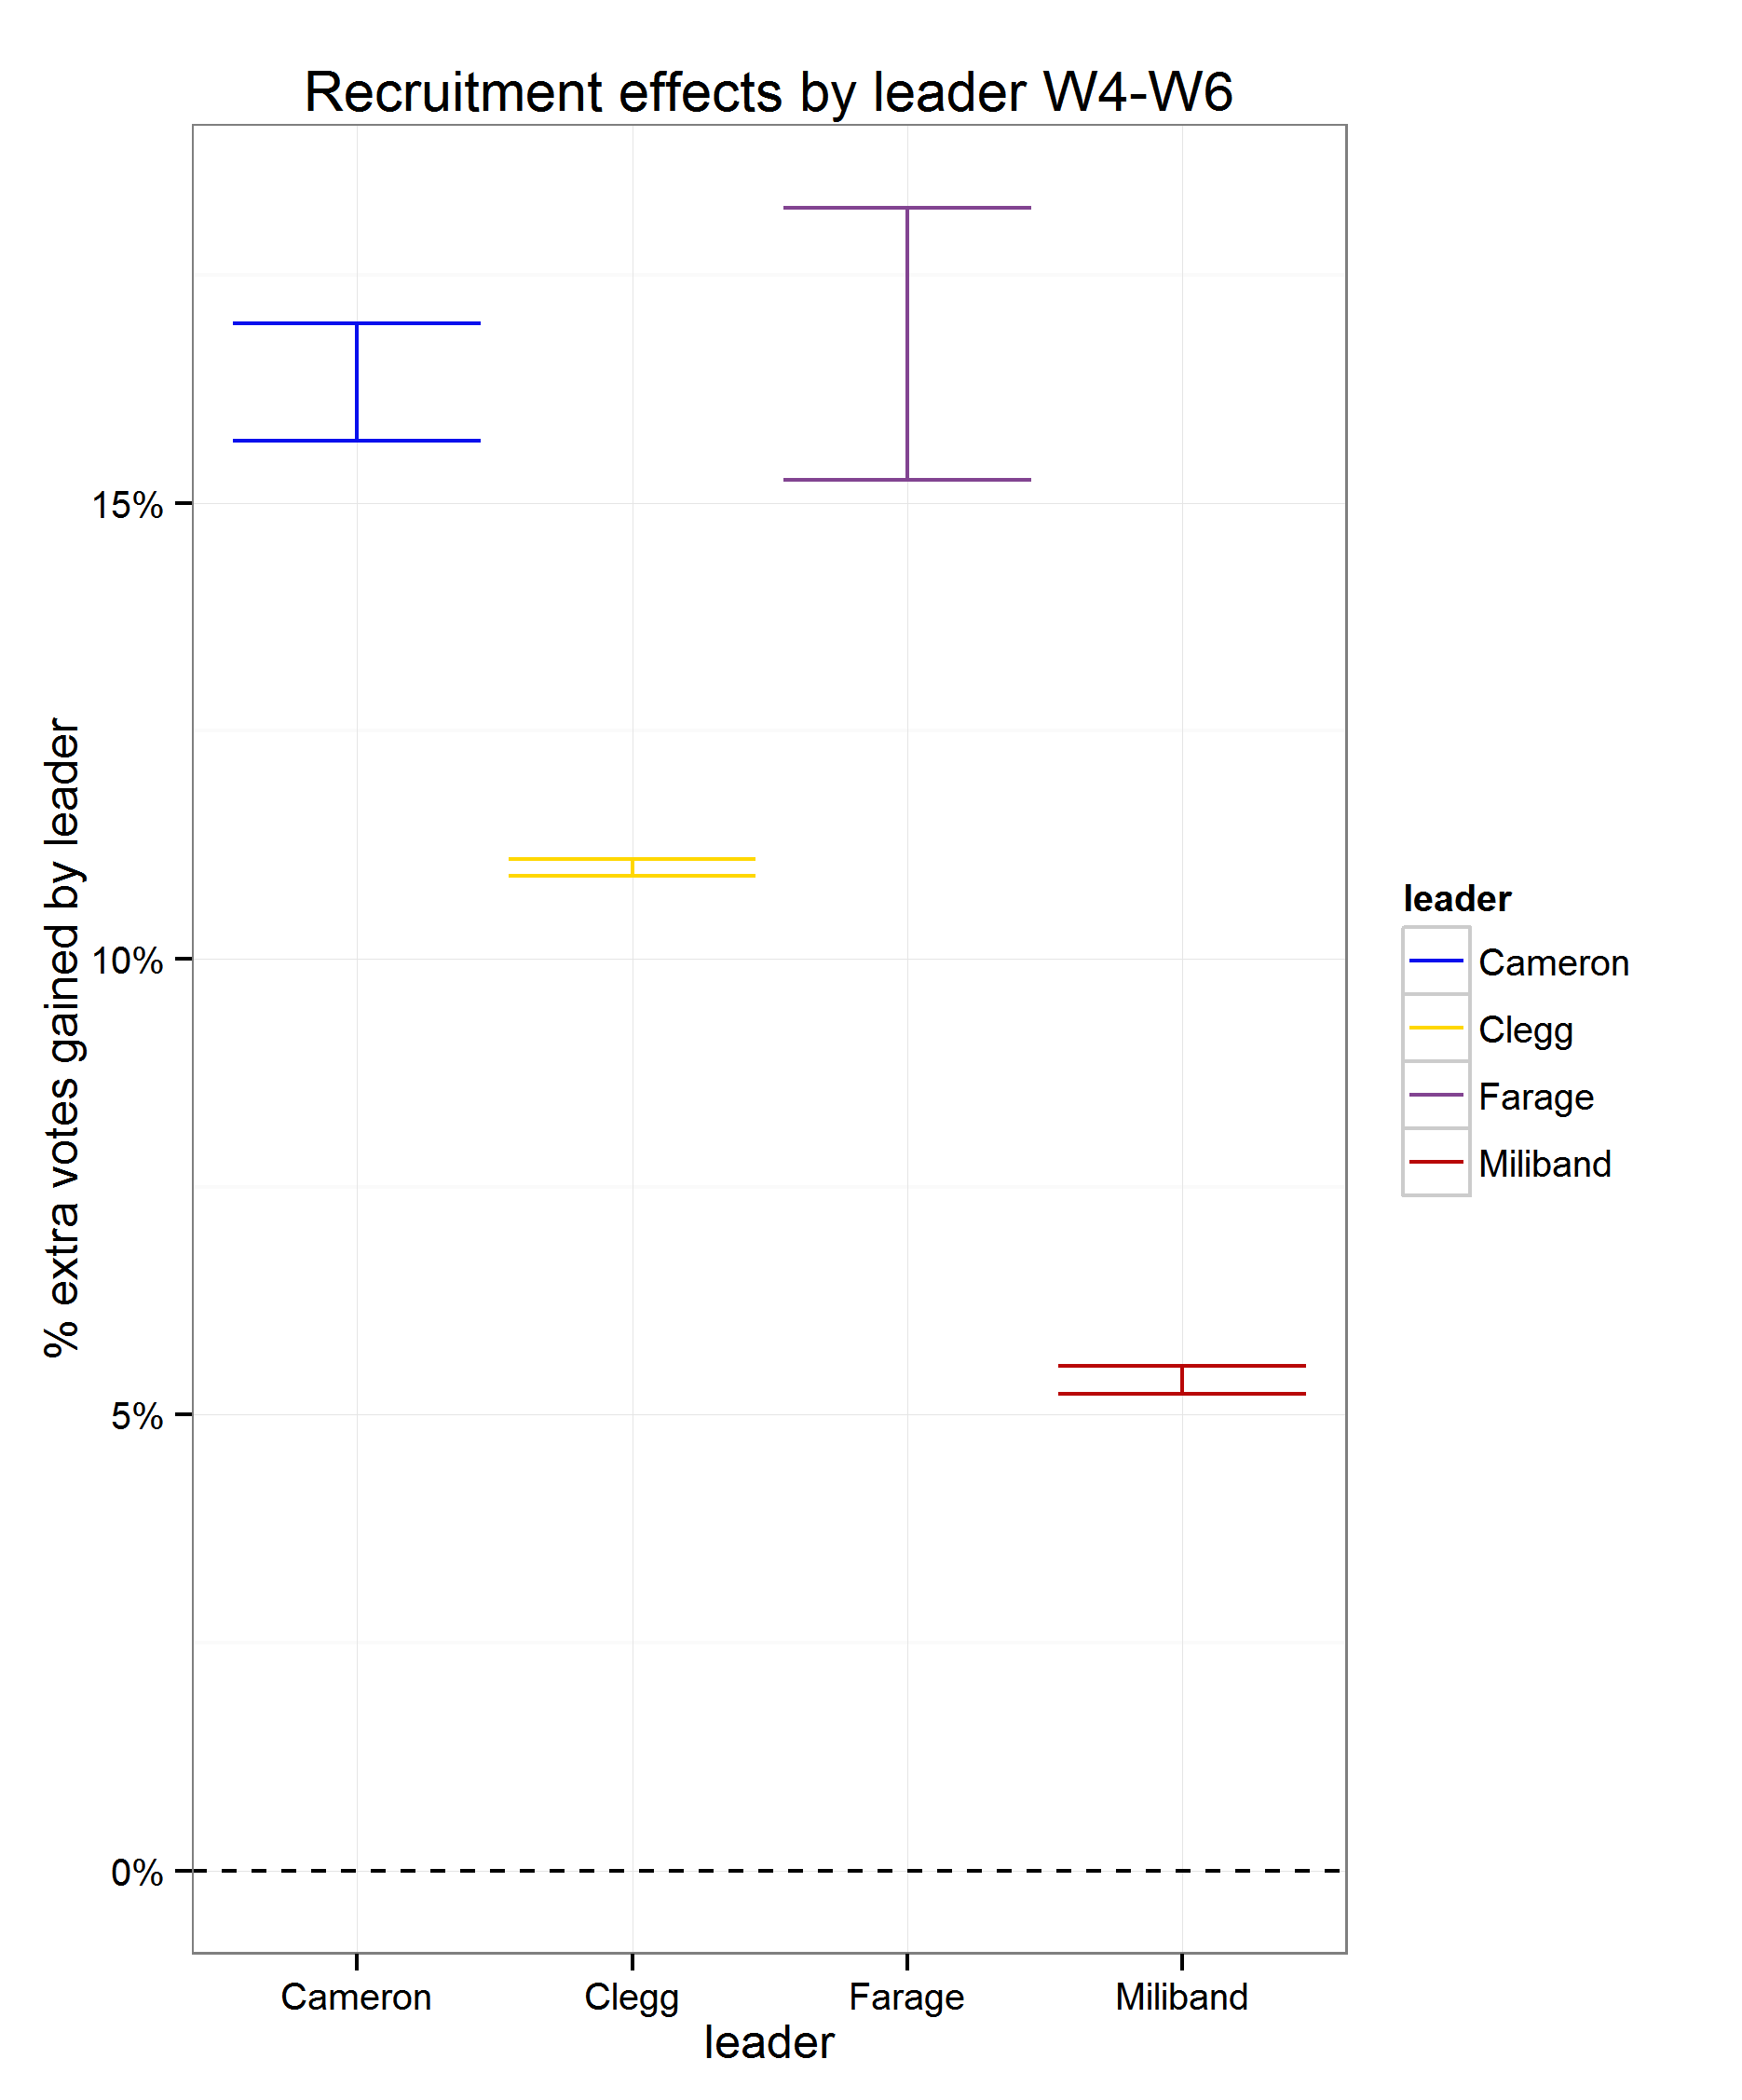 Recruitment effects by leader W4-W6
% extra votes gained by leader
15%
10%
5%
0%
Cameron Clegg Farage Miliband
leader
leader
Cameron
Clegg
Farage
Miliband